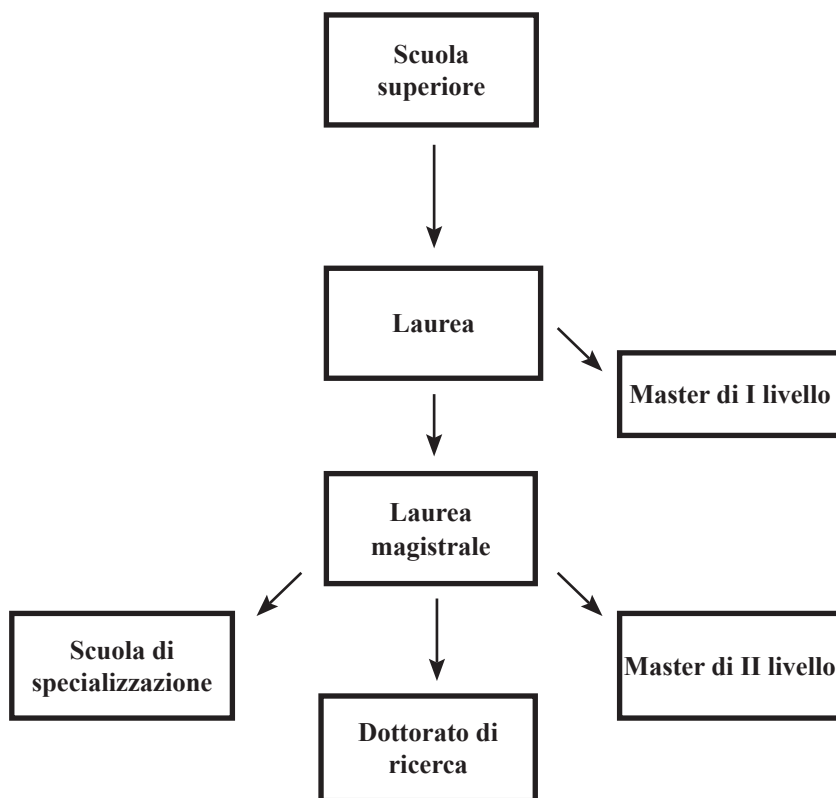 Scuola
superiore
Laurea
Master di I livello
Laurea
magistrale
Scuola di
specializzazione
Master di II livello
Dottorato di
ricerca